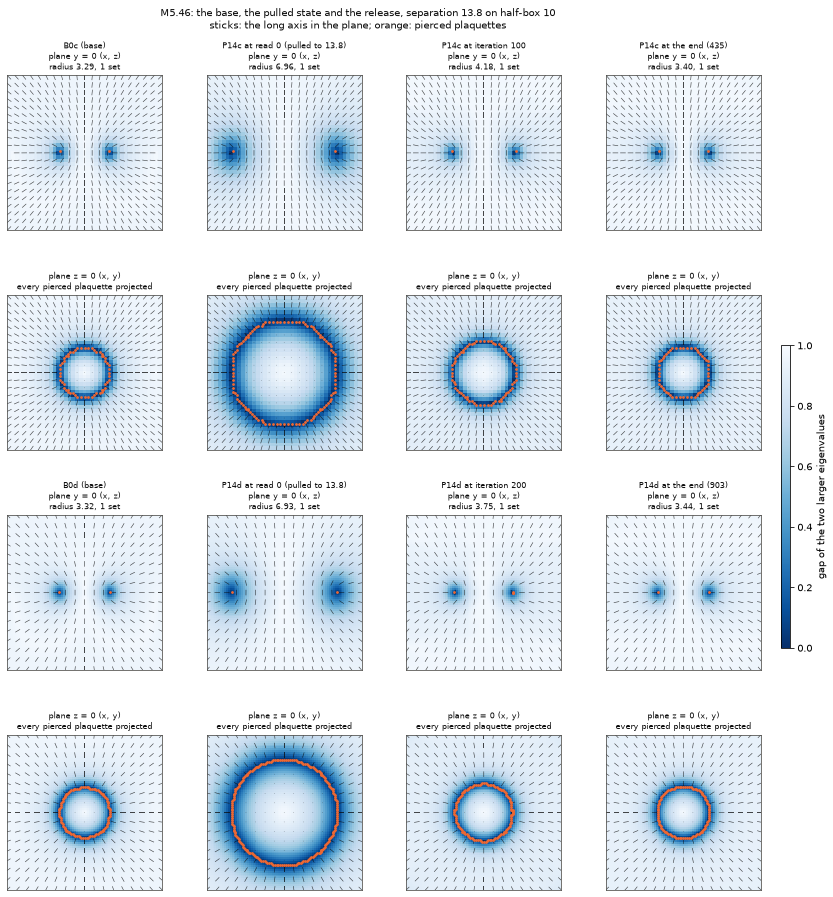 M5.46: the base, the pulled state and the release, separation 13.8 on half-box 10
sticks: the long axis in the plane; orange: pierced plaquettes
B0c (base)
plane y = 0 (x, z)
radius 3.29, 1 set
P14c at read 0 (pulled to 13.8)
plane y = 0 (x, z)
radius 6.96, 1 set
P14c at iteration 100
plane y = 0 (x, z)
radius 4.18, 1 set
P14c at the end (435)
plane y = 0 (x, z)
radius 3.40, 1 set
plane z = 0 (x, y)
every pierced plaquette projected
plane z = 0 (x, y)
every pierced plaquette projected
plane z = 0 (x, y)
every pierced plaquette projected
plane z = 0 (x, y)
every pierced plaquette projected
B0d (base)
plane y = 0 (x, z)
radius 3.32, 1 set
P14d at read 0 (pulled to 13.8)
plane y = 0 (x, z)
radius 6.93, 1 set
P14d at iteration 200
plane y = 0 (x, z)
radius 3.75, 1 set
P14d at the end (903)
plane y = 0 (x, z)
radius 3.44, 1 set
plane z = 0 (x, y)
every pierced plaquette projected
plane z = 0 (x, y)
every pierced plaquette projected
plane z = 0 (x, y)
every pierced plaquette projected
plane z = 0 (x, y)
every pierced plaquette projected
1.0
0.8
0.6
0.4
0.2
0.0
gap of the two larger eigenvalues